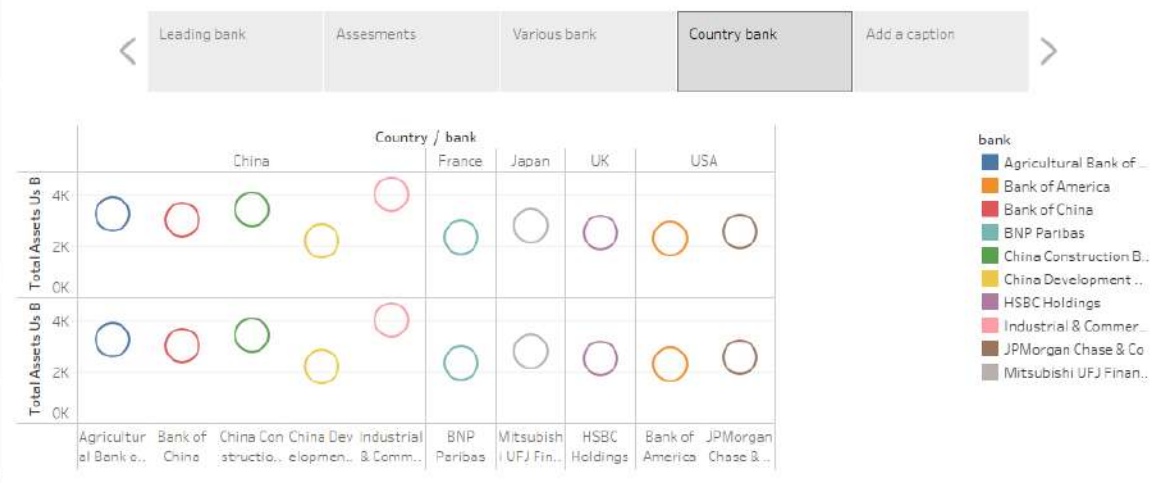 Leading bank
Assesments
Various bank
Country bank
Add a caption
Country / bank
China
France
Japan
UK
USA
Total Assets Us B
4K
2K
0K
Total Assets Us B
4K
2K
0K
Agricultur
al Bank o..
Bank of
China
China Con
structio..
China Dev
elopmen..
Industrial
& Comm..
BNP
Paribas
Mitsubish
i UFJ Fin..
HSBC
Holdings
Bank of
America
JPMorgan
Chase & ..
bank
Agricultural Bank of ..
Bank of America
Bank of China
BNP Paribas
China Construction B..
China Development ..
HSBC Holdings
Industrial & Commer..
JPMorgan Chase & Co
Mitsubishi UFJ Finan..